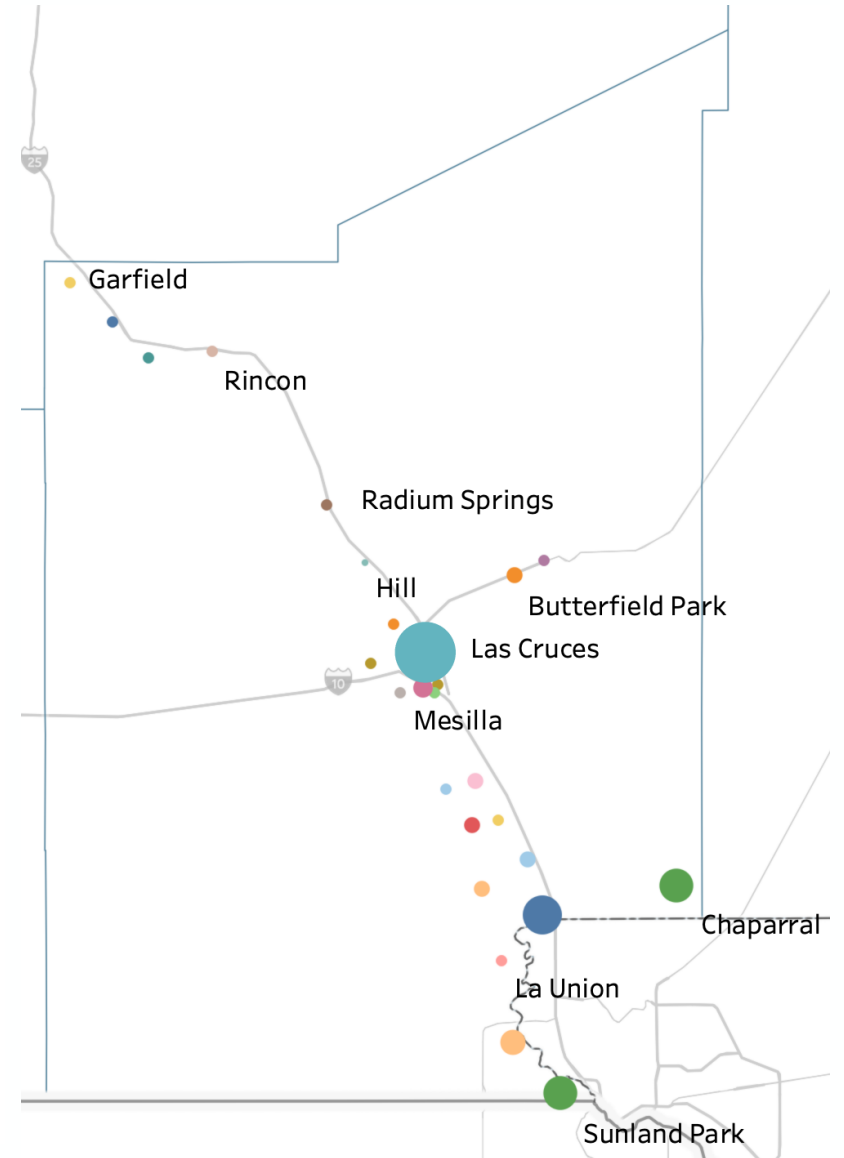 25
Garfield
Rincon
Radium Springs
Hill
Butterfield Park
Las Cruces
10
Mesilla
Chaparral
La Union
Sunland Park